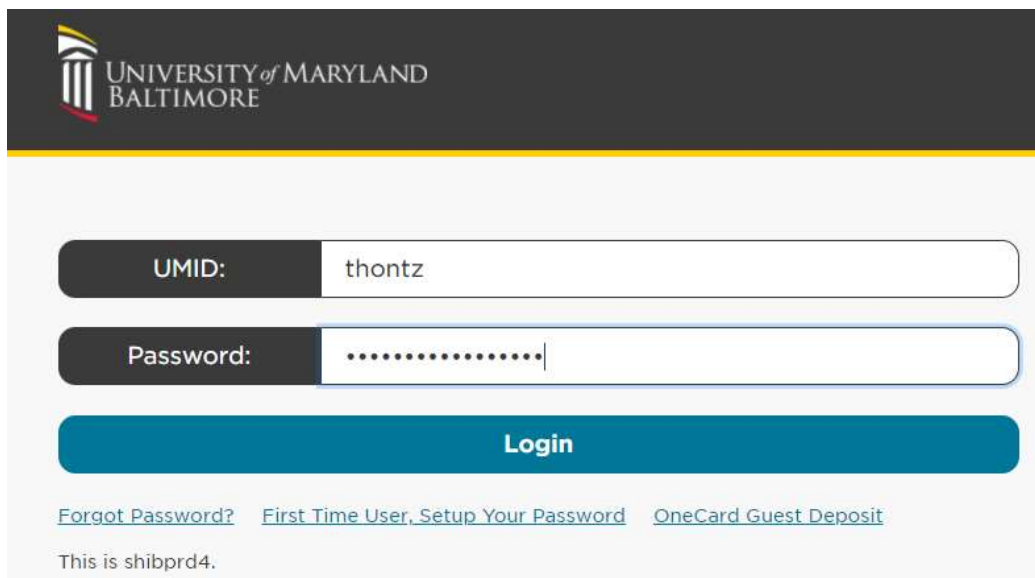 UNIVERSITY of MARYLAND
BALTIMORE
UMID: thontz
Password: •••••••••••••••••
Login
Forgot Password? First Time User, Setup Your Password OneCard Guest Deposit
This is shibprd4.